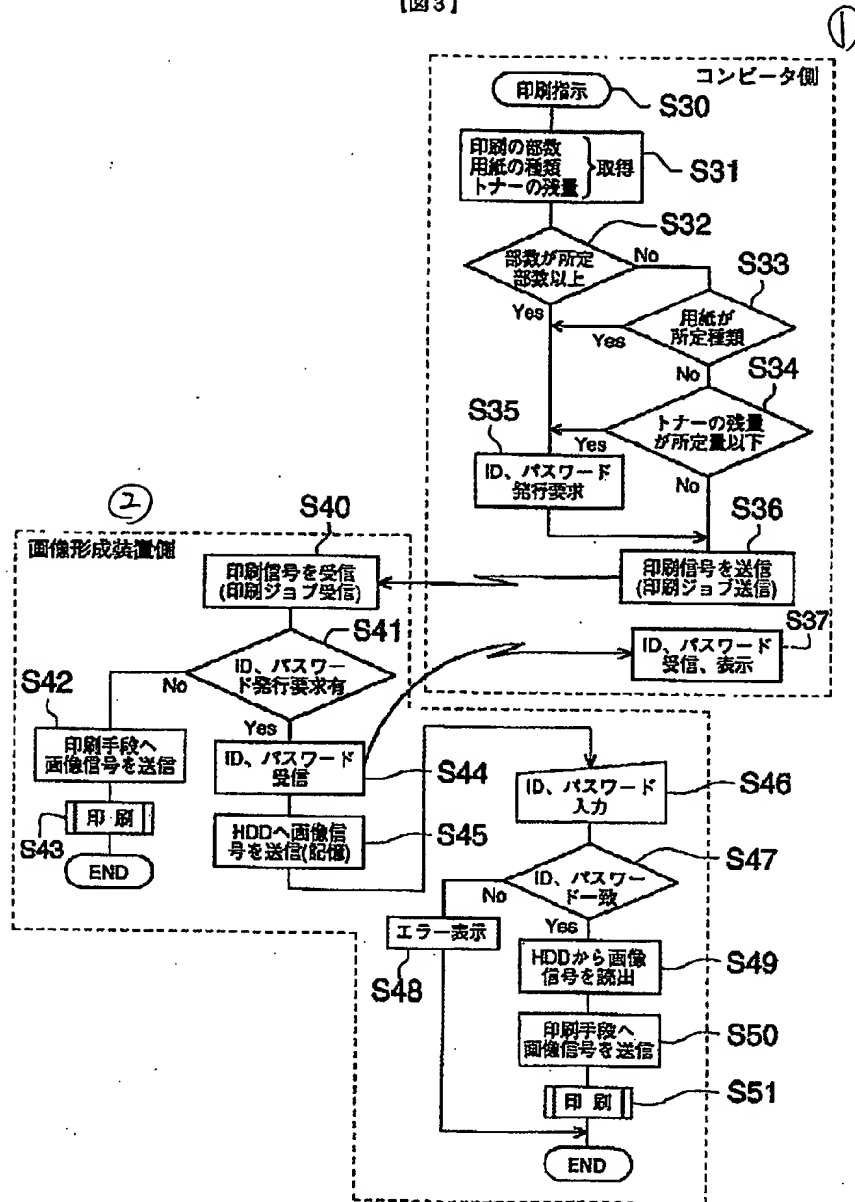 【図3】
①
コンピータ側
印刷指示
S30
印刷の部数
用紙の種類
トナーの残量
取得
S31
S32
部数が所定
部数以上
No
Yes
S33
用紙が
所定種類
Yes
No
S34
トナーの残量
が所定量以下
Yes
No
S35
ID、パスワード
発行要求
S36
印刷信号を送信
(印刷ジョブ送信)
S37
ID、パスワード
受信、表示
②
画像形成装置側
S40
印刷信号を受信
(印刷ジョブ受信)
S41
ID、パスワー
ド発行要求有
No
Yes
S42
印刷手段へ
画像信号を送信
印刷
S43
END
ID、パスワード
受信
S44
HDDへ画像信
号を送信(記憶)
S45
ID、パスワード
入力
S46
S47
ID、パスワー
ド一致
No
Yes
エラー表示
S48
HDDから画像
信号を読出
S49
印刷手段へ
画像信号を送信
S50
印刷
S51
END